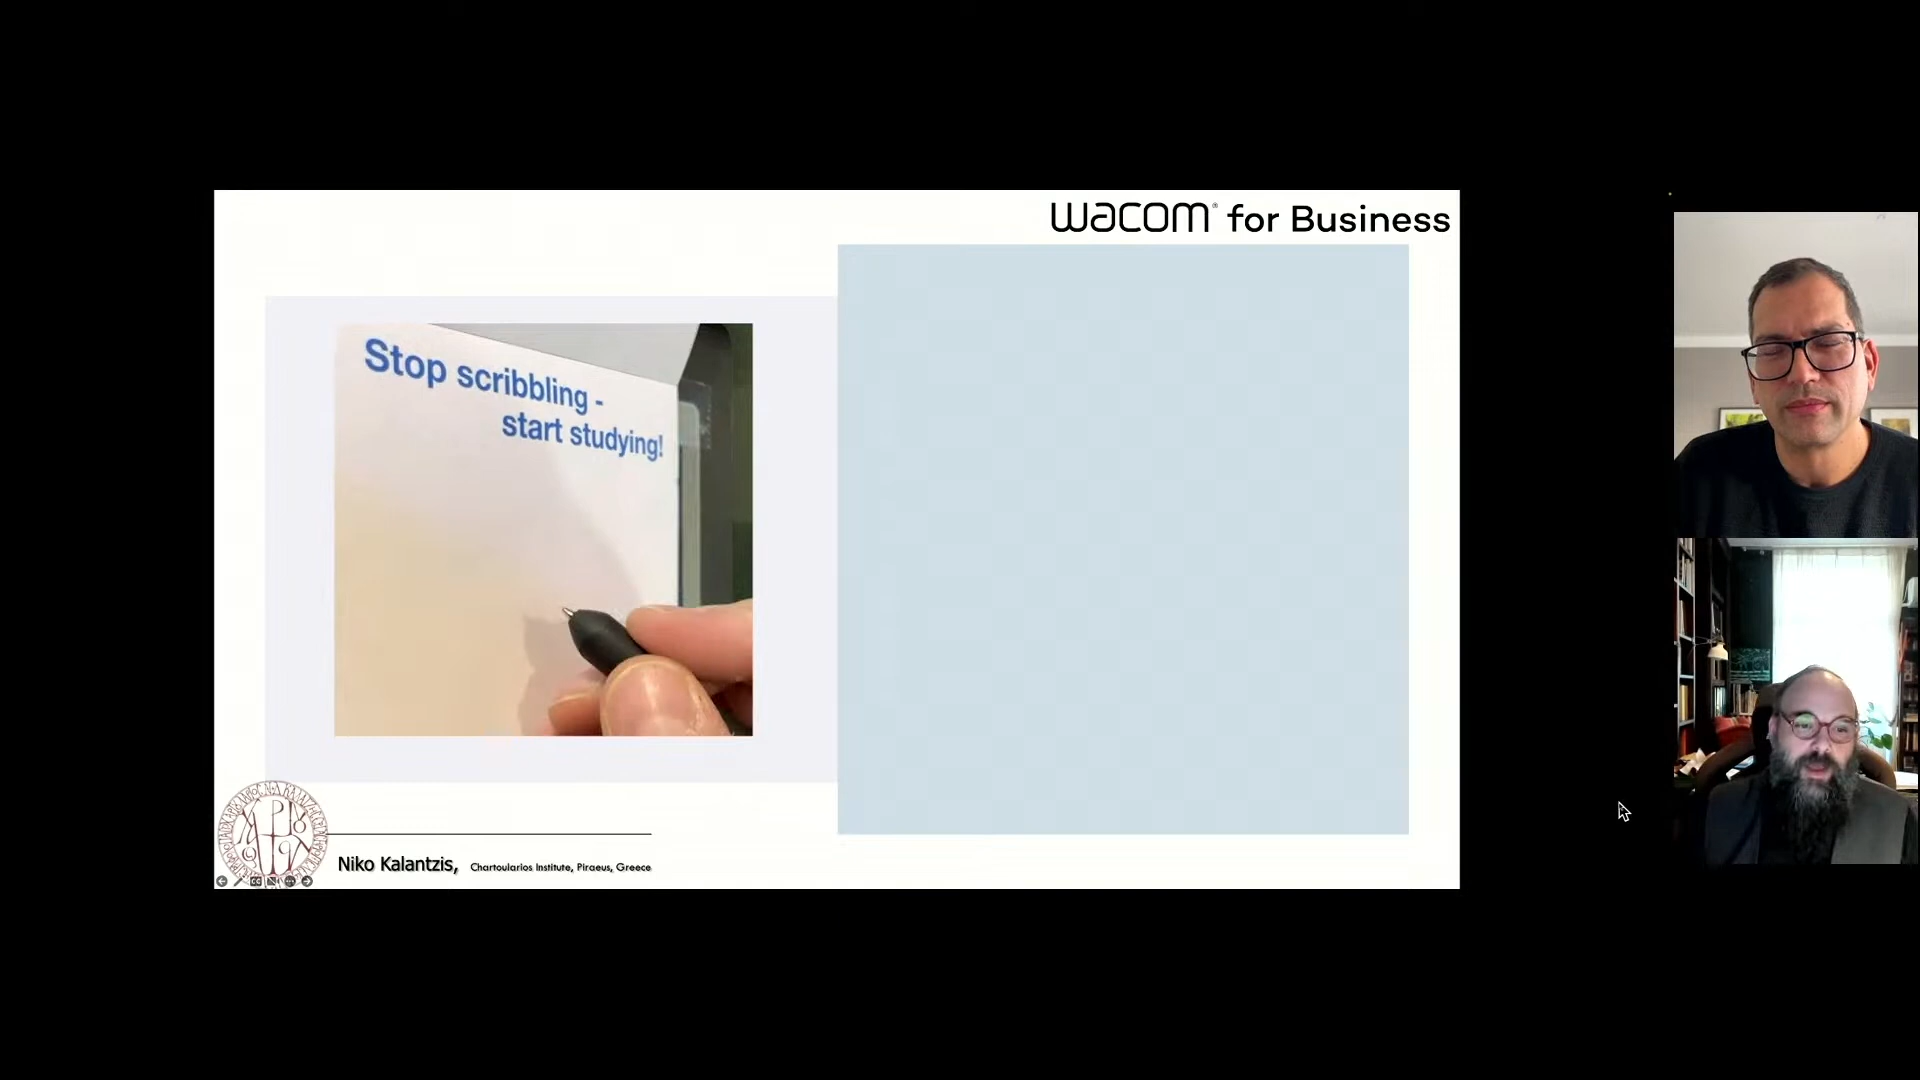 wacom® for Business
Stop scribbling -
start studying!
Niko Kalantzis, Chartoularios Institute, Piraeus, Greece